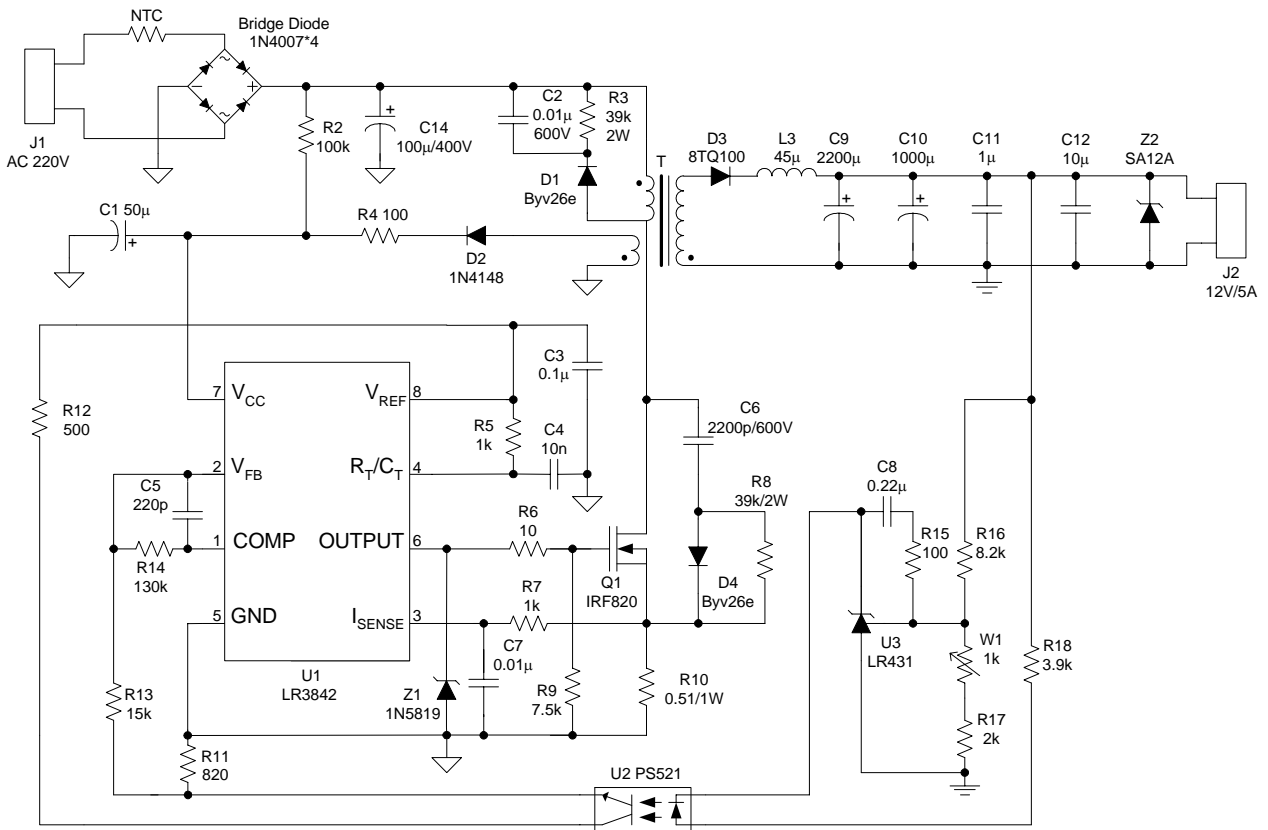 NTC
Bridge Diode
1N4007*4
J1
AC 220V
R2
100k
C14
100μ/400V
C2
0.01μ
600V
R3
39k
2W
D1
Byv26e
T
D3
8TQ100
L3
45μ
C9
2200μ
C10
1000μ
C11
1μ
C12
10μ
Z2
SA12A
J2
12V/5A
C1 50μ
R4 100
D2
1N4148
R12
500
7
VCC
VREF
8
2
VFB
RT/CT
4
1
COMP
OUTPUT
6
5
GND
ISENSE
3
U1
LR3842
C5
220p
R14
130k
R13
15k
R11
820
R5
1k
C3
0.1μ
C4
10n
R6
10
R7
1k
C7
0.01μ
Z1
1N5819
R9
7.5k
Q1
IRF820
R10
0.51/1W
C6
2200p/600V
R8
39k/2W
D4
Byv26e
C8
0.22μ
R15
100
R16
8.2k
U3
LR431
W1
1k
R17
2k
R18
3.9k
U2 PS521